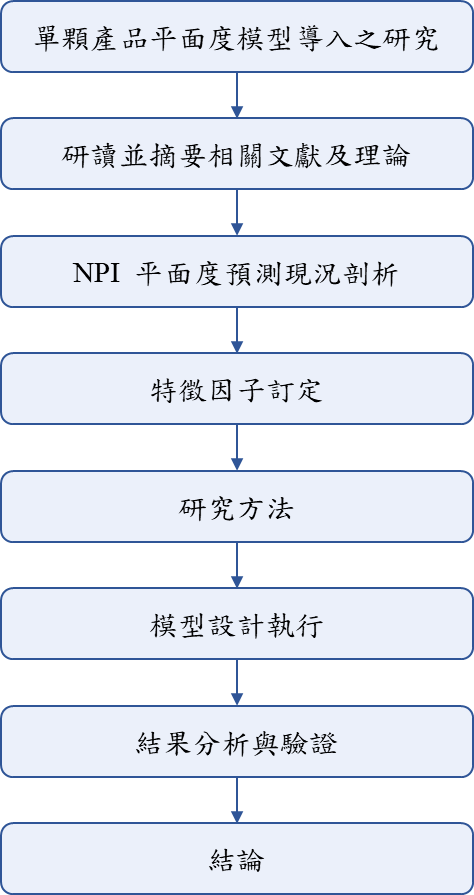 單顆產品平面度模型導入之研究
研讀並摘要相關文獻及理論
NPI 平面度預測現況剖析
特徵因子訂定
研究方法
模型設計執行
結果分析與驗證
結論